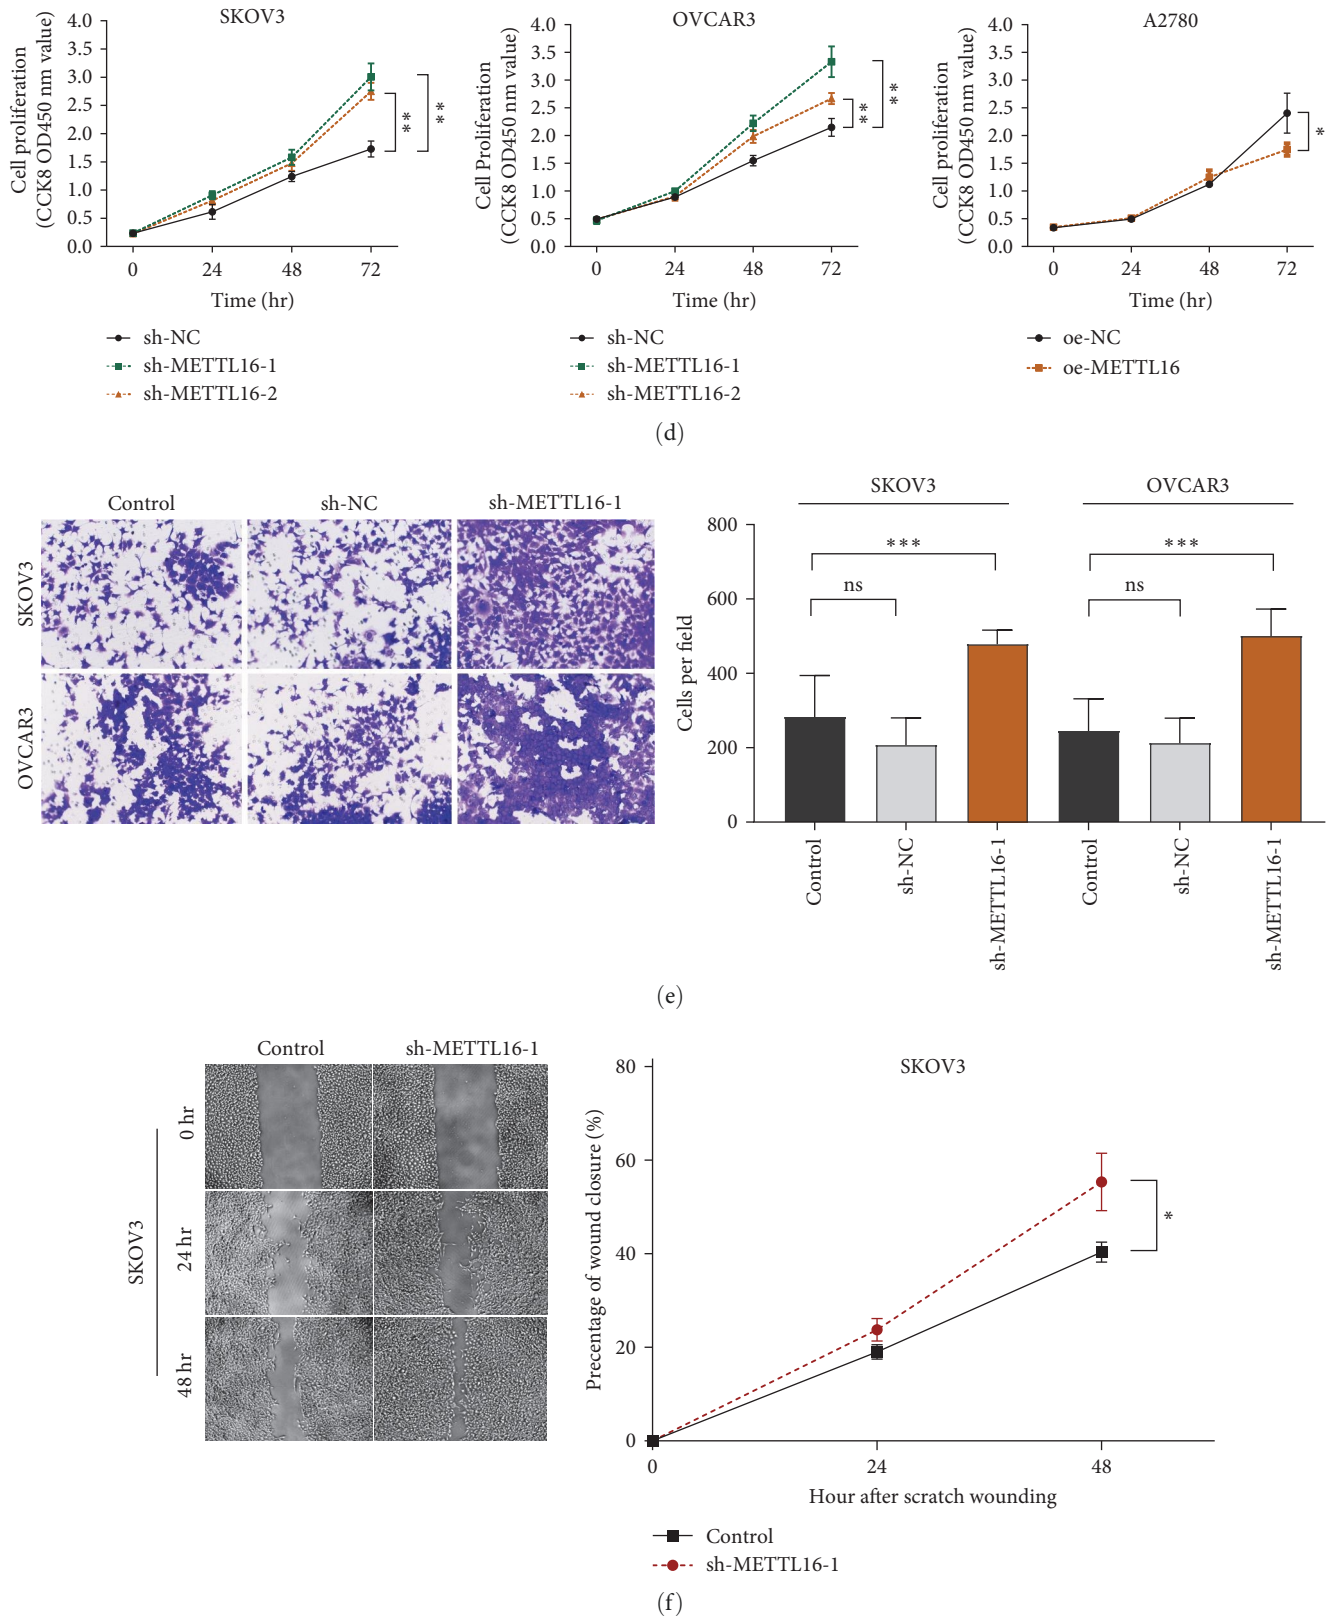 SKOV3
Cell proliferation
(CCK8 OD450 nm value)
4.0
3.5
3.0
2.5
2.0
1.5
1.0
0.5
0.0
**
**
0 24 48 72
Time (hr)
sh-NC
sh-METTL16-1
sh-METTL16-2
OVCAR3
Cell Proliferation
(CCK8 OD450 nm value)
4.0
3.5
3.0
2.5
2.0
1.5
1.0
0.5
0.0
**
**
0 24 48 72
Time (hr)
sh-NC
sh-METTL16-1
sh-METTL16-2
A2780
Cell proliferation
(CCK8 OD450 nm value)
4.0
3.5
3.0
2.5
2.0
1.5
1.0
0.5
0.0
*
0 24 48 72
Time (hr)
oe-NC
oe-METTL16
(d)
Control sh-NC sh-METTL16-1
SKOV3
OVCAR3
SKOV3 OVCAR3
Cells per field
800
600
400
200
0
*** ***
ns ns
Control
sh-NC
sh-METTL16-1
Control
sh-NC
sh-METTL16-1
(e)
Control sh-METTL16-1
SKOV3
0 hr
24 hr
48 hr
SKOV3
Precentage of wound closure (%)
80
60
40
20
0
*
0 24 48
Hour after scratch wounding
Control
sh-METTL16-1
(f)